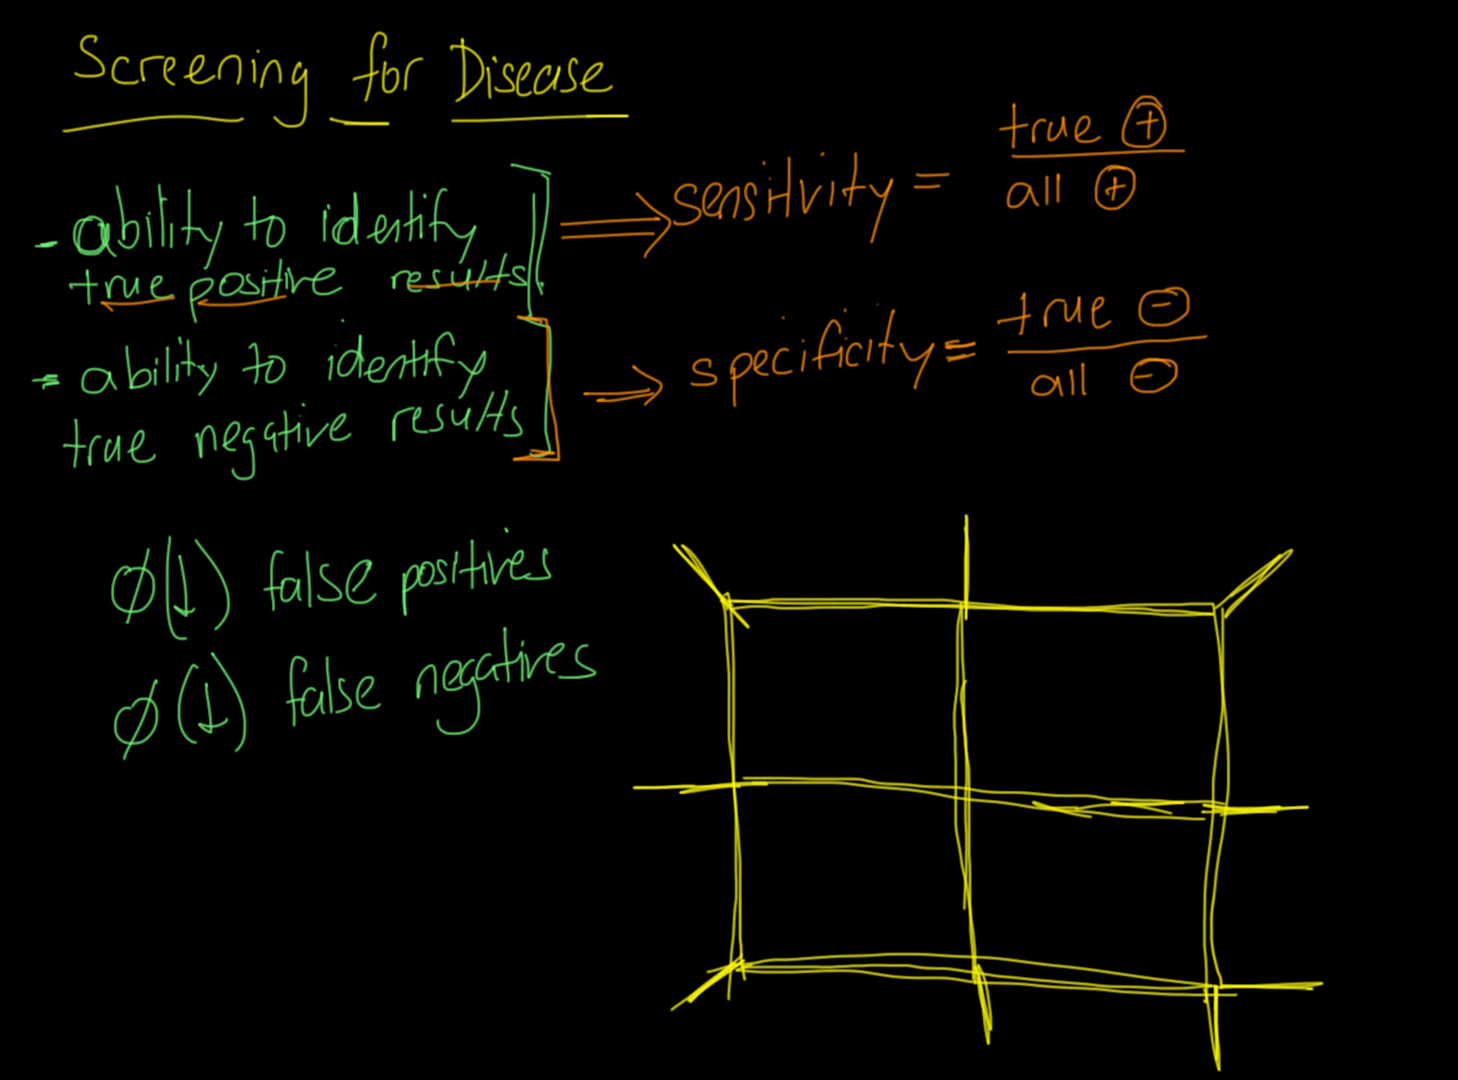 Screening for Disease
- ability to identify
true positive results
⇒ sensitivity = true ⊕
all ⊕
- ability to identify
true negative results
⇒ specificity = true ⊖
all ⊖
Ø(↓) false positives
Ø(↓) false negatives